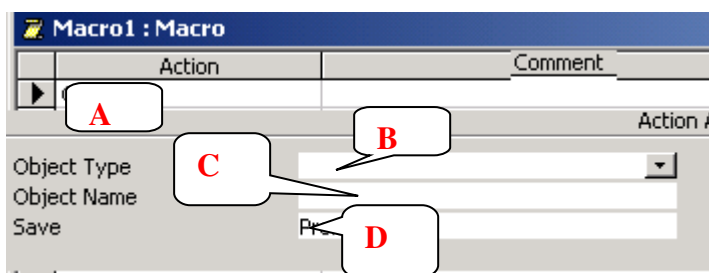 Macro1 : Macro
Action Comment
A
Action
B
Object Type
C
Object Name
Save
D